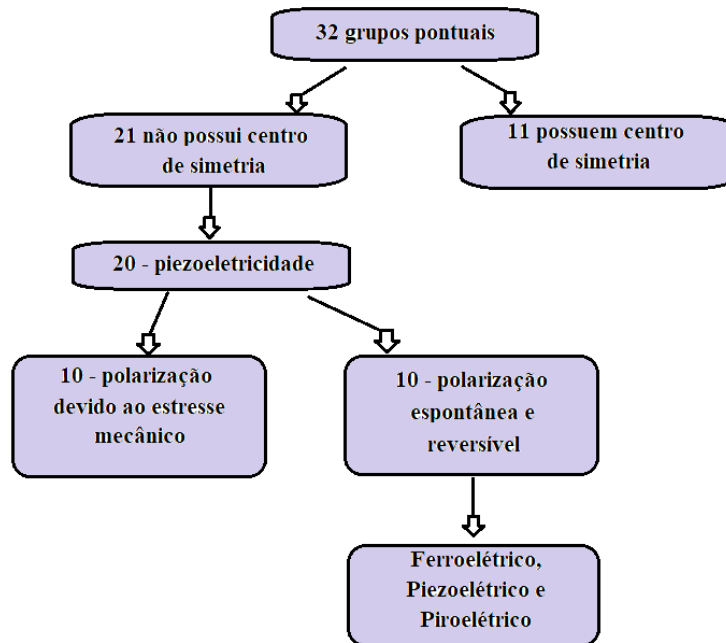 32 grupos pontuais
21 não possui centro
de simetria
11 possuem centro
de simetria
20 - piezoeletricidade
10 - polarização
devido ao estresse
mecânico
10 - polarização
espontânea e
reversível
Ferroelétrico,
Piezoelétrico e
Piroelétrico